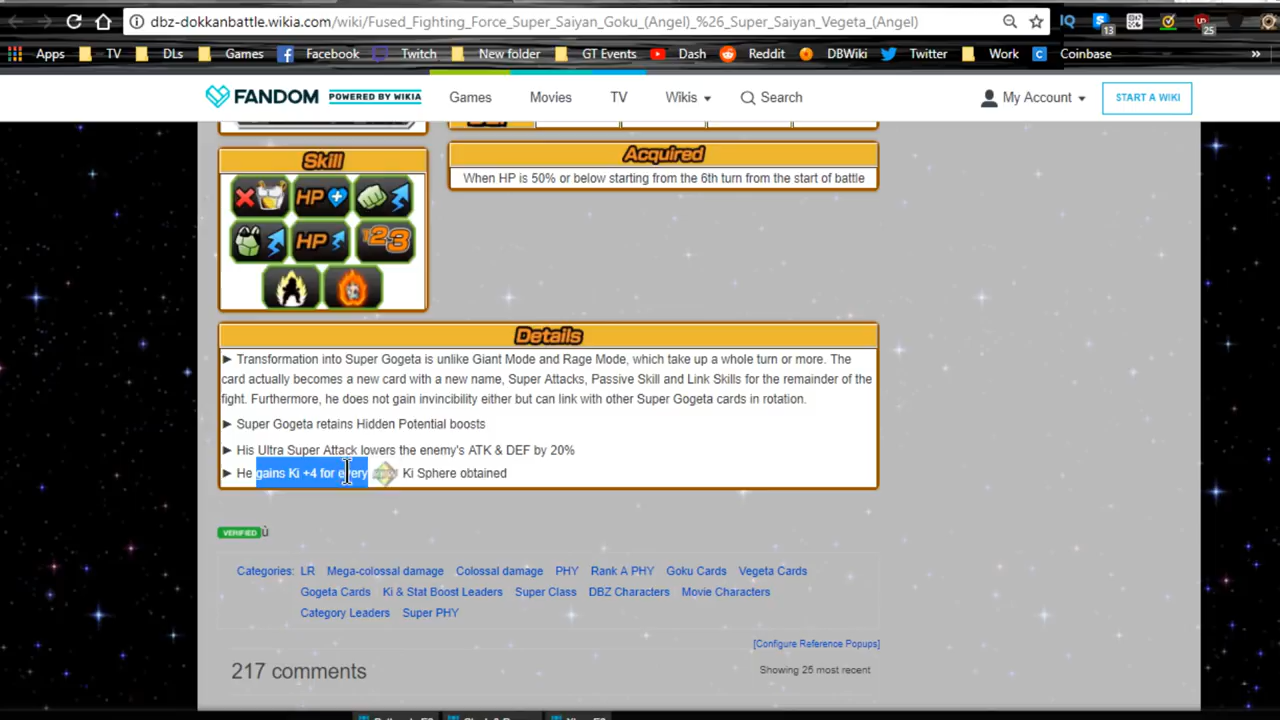 dbz-dokkanbattle.wikia.com/wiki/Fused_Fighting_Force_Super_Saiyan_Goku_(Angel)_%26_Super_Saiyan_Vegeta_(Angel)
IQ
13
25
Apps TV DLs Games Facebook Twitch New folder GT Events Dash Reddit DBWiki Twitter Work C Coinbase »
FANDOM POWERED BY WIKIA Games Movies TV Wikis Search My Account START A WIKI
Skill
Acquired
When HP is 50% or below starting from the 6th turn from the start of battle
HP
HP 123
Details
► Transformation into Super Gogeta is unlike Giant Mode and Rage Mode, which take up a whole turn or more. The
card actually becomes a new card with a new name, Super Attacks, Passive Skill and Link Skills for the remainder of the
fight. Furthermore, he does not gain invincibility either but can link with other Super Gogeta cards in rotation.
► Super Gogeta retains Hidden Potential boosts
► His Ultra Super Attack lowers the enemy's ATK & DEF by 20%
► He gains Ki +4 for every Ki Sphere obtained
VERIFIED ù
Categories: LR Mega-colossal damage Colossal damage PHY Rank A PHY Goku Cards Vegeta Cards
Gogeta Cards Ki & Stat Boost Leaders Super Class DBZ Characters Movie Characters
Category Leaders Super PHY
[Configure Reference Popups]
217 comments
Showing 25 most recent